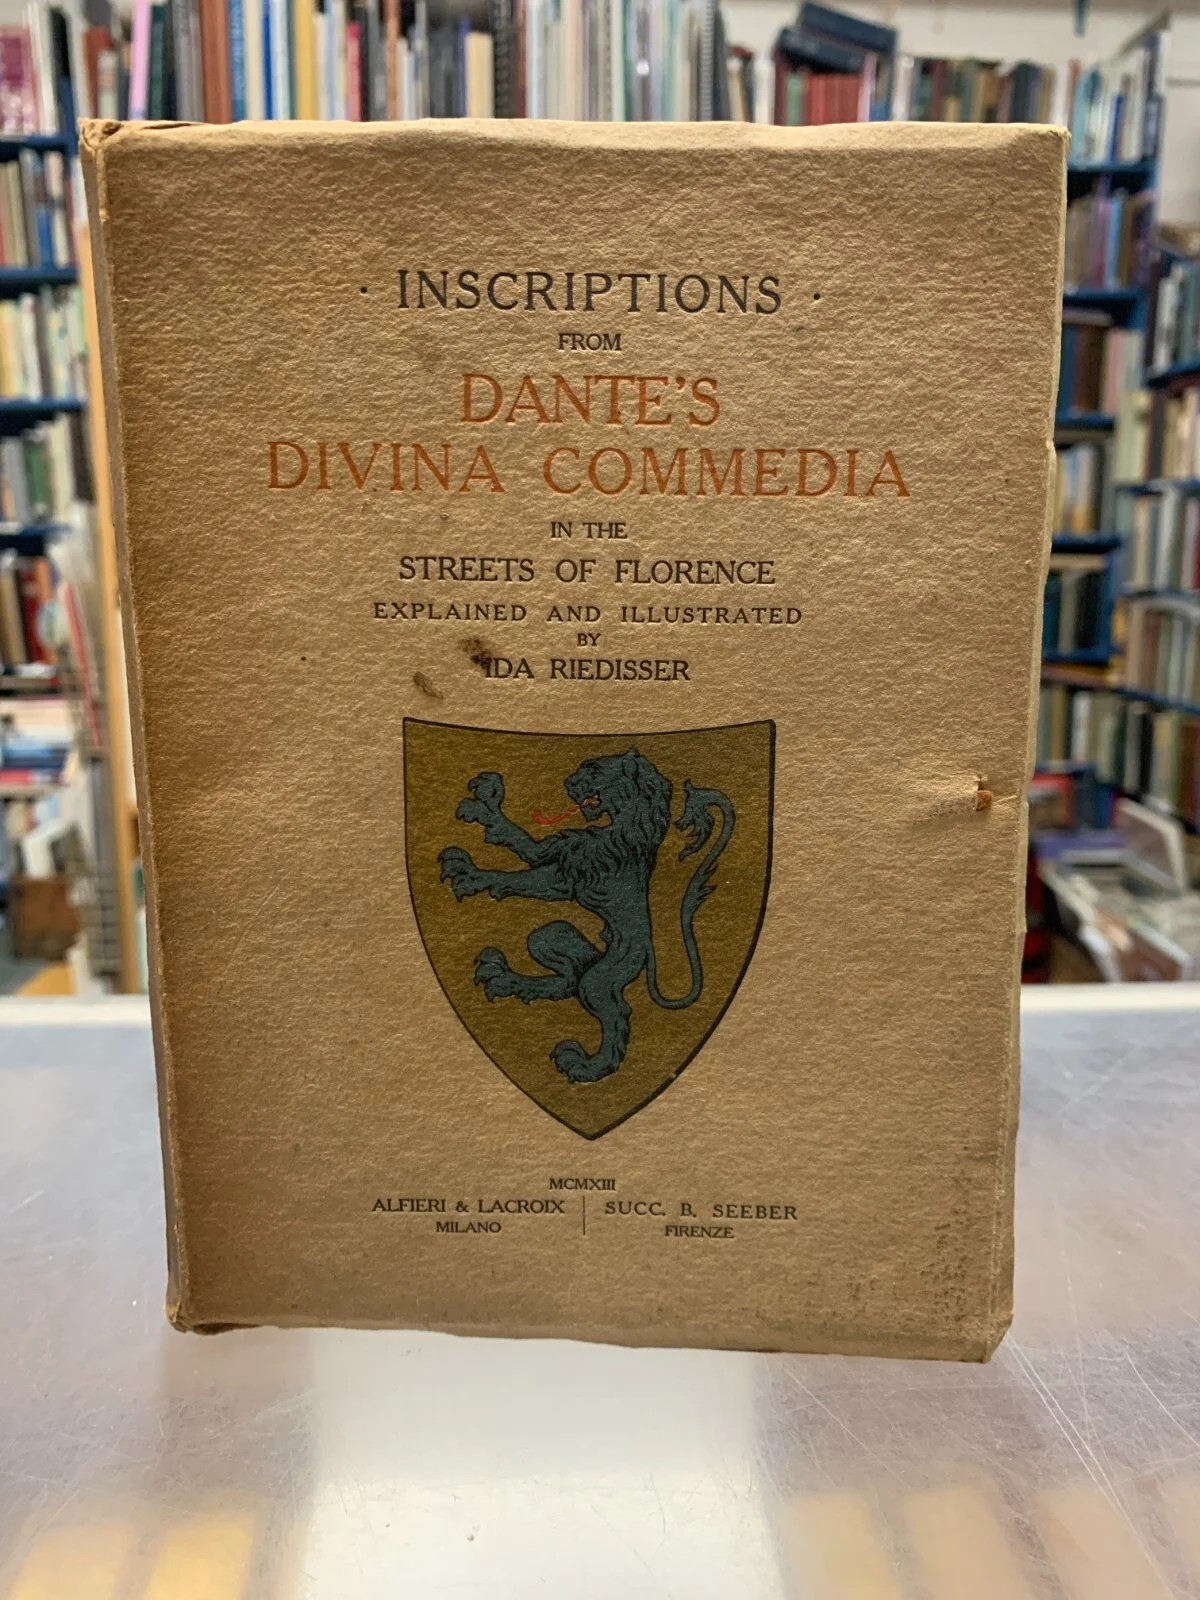 · INSCRIPTIONS ·
FROM
DANTE'S
DIVINA COMMEDIA
IN THE
STREETS OF FLORENCE
EXPLAINED AND ILLUSTRATED
BY
IDA RIEDISSER
MCMXIII
ALFIERI & LACROIX
MILANO
SUCC. B. SEEBER
FIRENZE